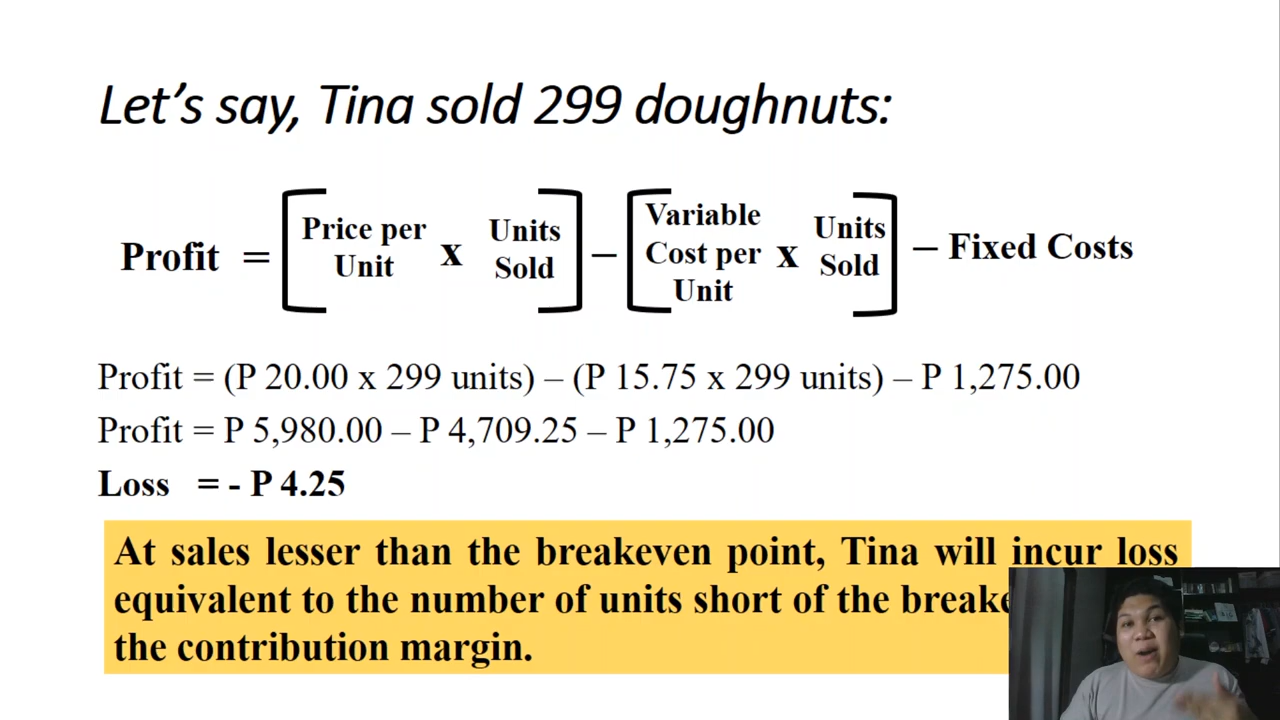 Let's say, Tina sold 299 doughnuts:
Profit = [Price per Unit x Units Sold] – [Variable Cost per Unit x Units Sold] – Fixed Costs
Profit = (P 20.00 x 299 units) – (P 15.75 x 299 units) – P 1,275.00
Profit = P 5,980.00 – P 4,709.25 – P 1,275.00
Loss = - P 4.25
At sales lesser than the breakeven point, Tina will incur loss
equivalent to the number of units short of the
the contribution margin.